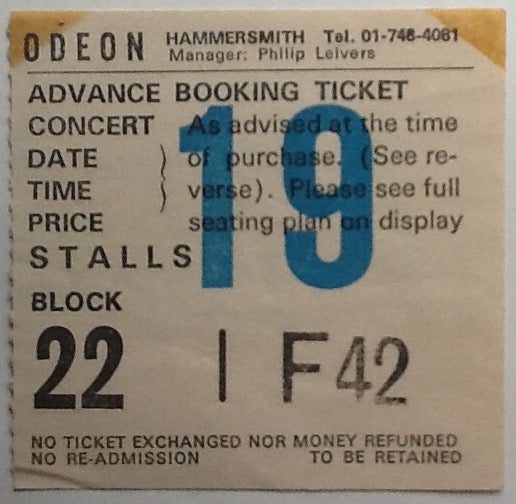 ODEON HAMMERSMITH Tel. 01-748-4081
Manager: Philip Leivers
ADVANCE BOOKING TICKET
CONCERT As advised at the time
DATE } of purchase. (See re-
TIME } verse). Please see full
PRICE seating plan on display
19
STALLS
BLOCK
22 | F42
NO TICKET EXCHANGED NOR MONEY REFUNDED
NO RE-ADMISSION TO BE RETAINED